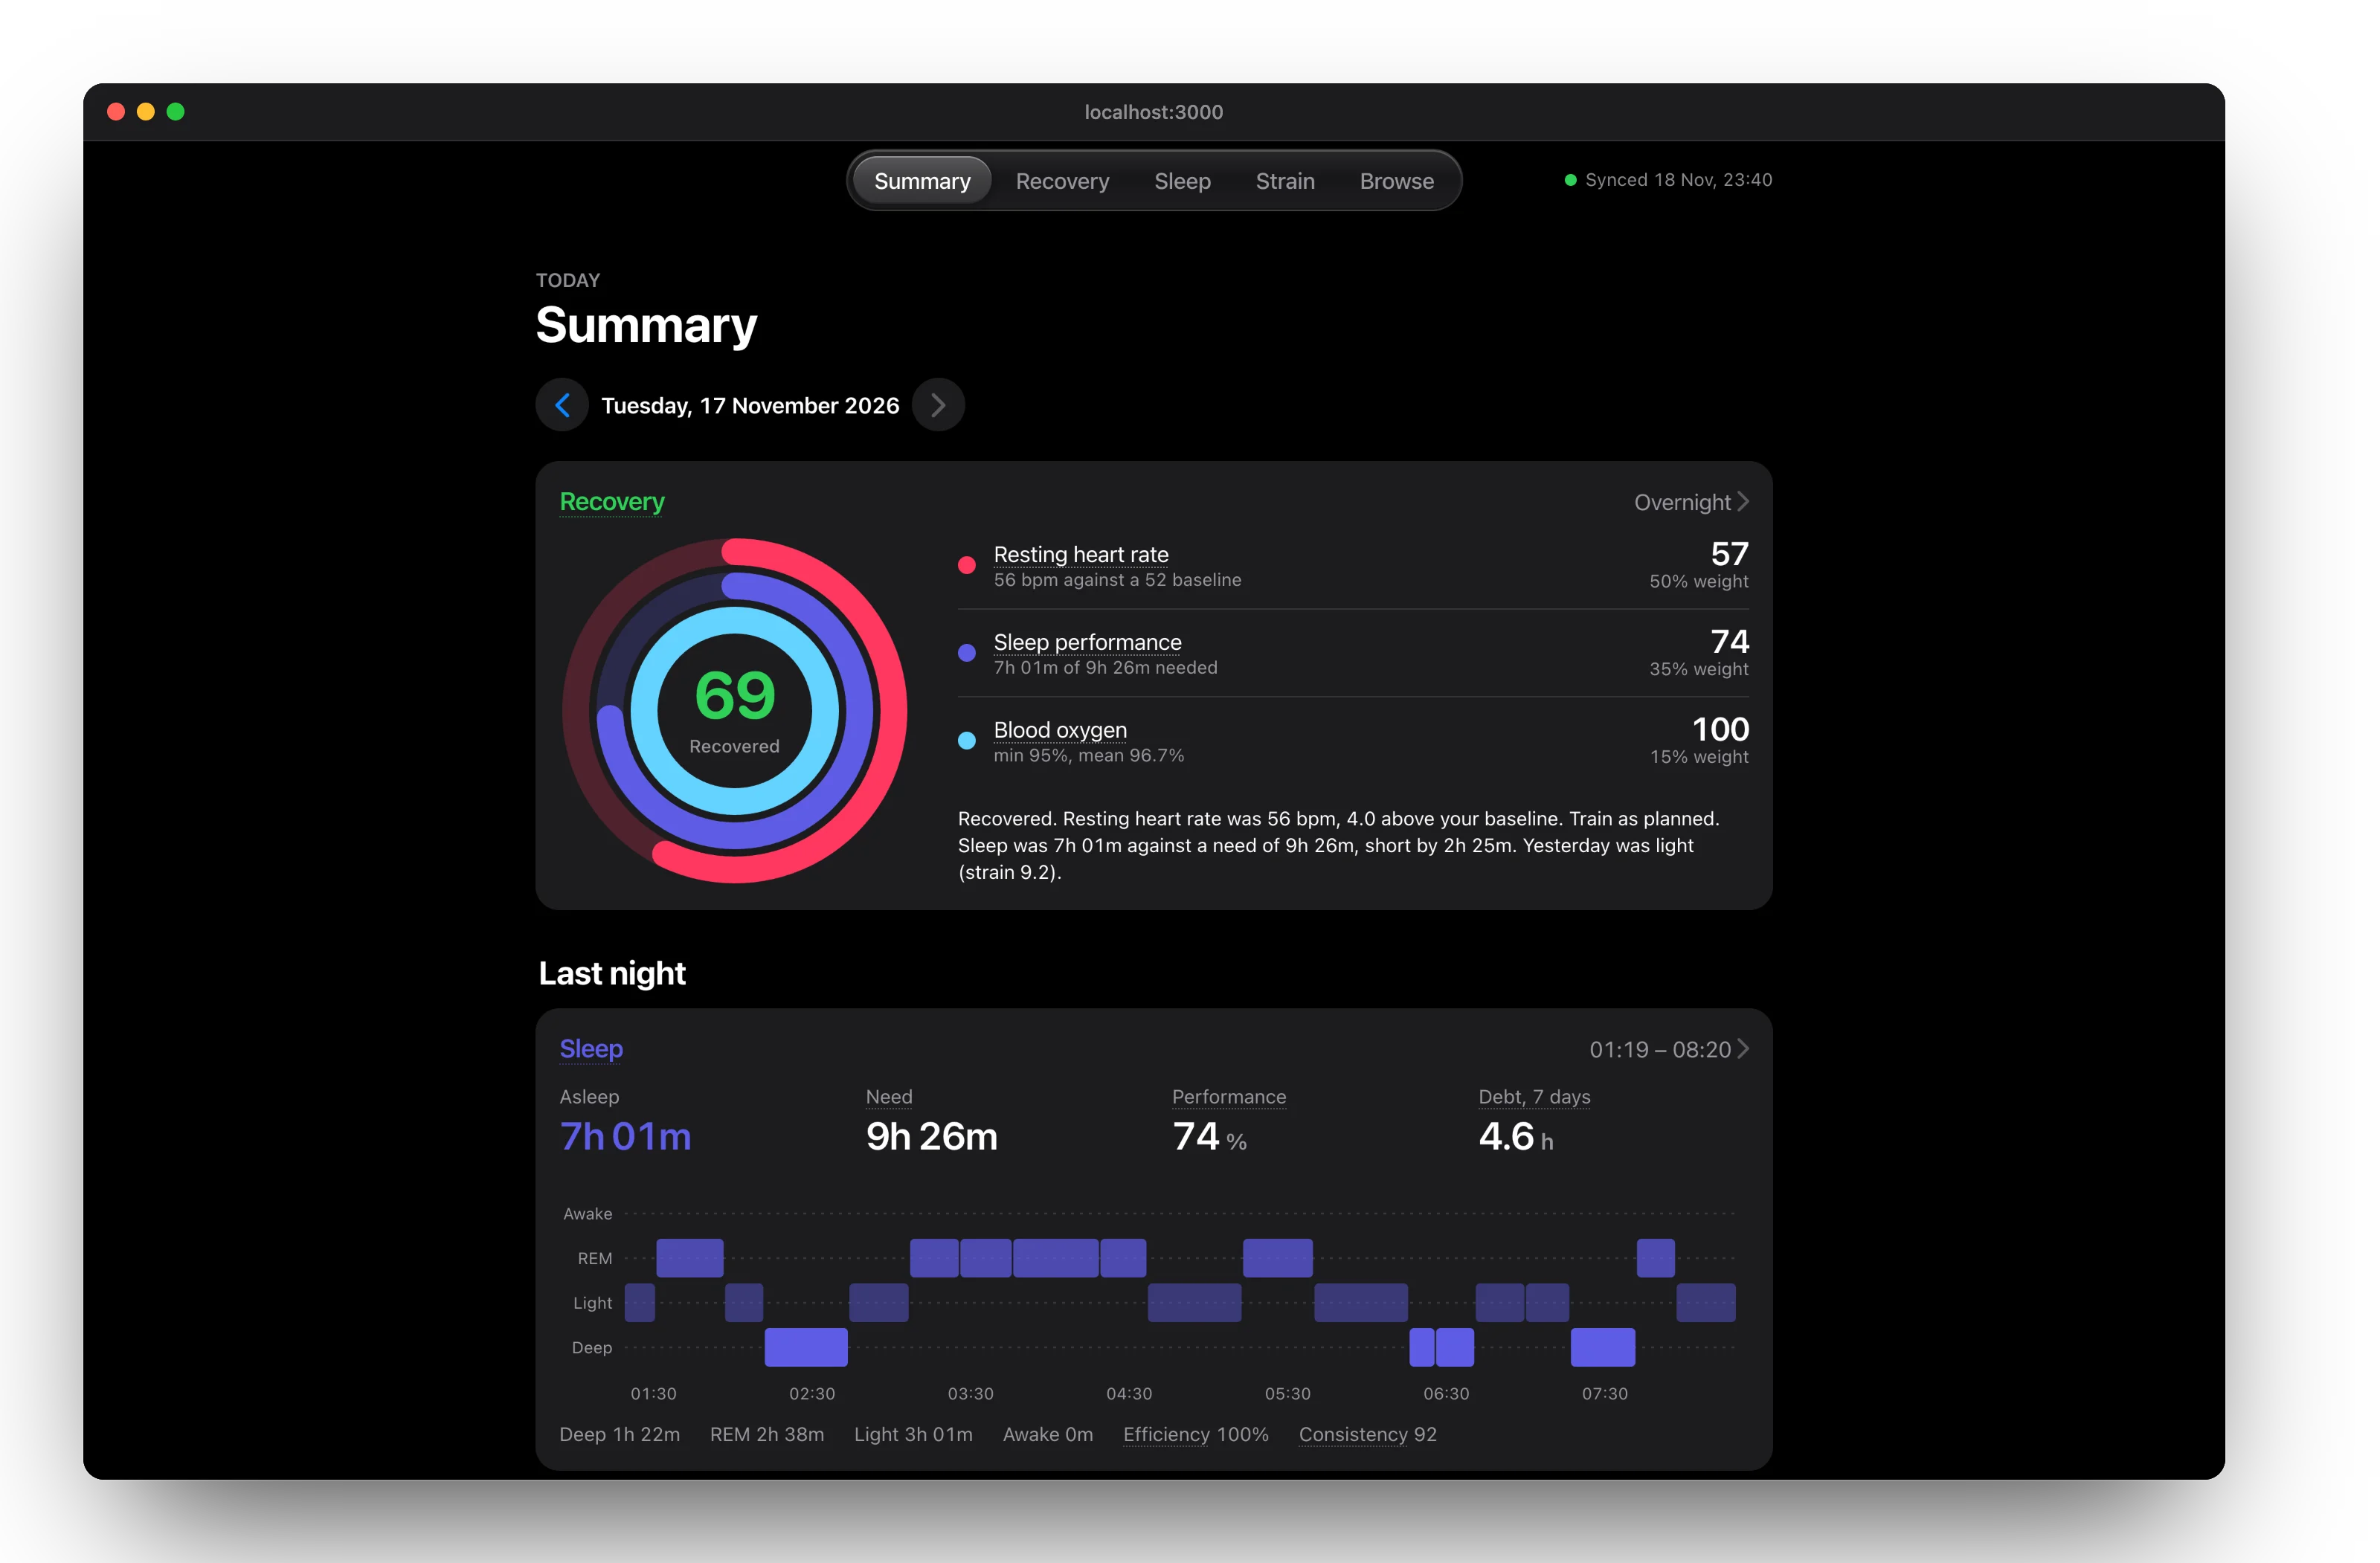 localhost:3000
Summary Recovery Sleep Strain Browse
Synced 18 Nov, 23:40
TODAY
Summary
Tuesday, 17 November 2026
Recovery
Overnight
69
Recovered
Resting heart rate
56 bpm against a 52 baseline
57
50% weight
Sleep performance
7h 01m of 9h 26m needed
74
35% weight
Blood oxygen
min 95%, mean 96.7%
100
15% weight
Recovered. Resting heart rate was 56 bpm, 4.0 above your baseline. Train as planned.
Sleep was 7h 01m against a need of 9h 26m, short by 2h 25m. Yesterday was light
(strain 9.2).
Last night
Sleep
01:19 – 08:20
Asleep
7h 01m
Need
9h 26m
Performance
74 %
Debt, 7 days
4.6 h
Awake
REM
Light
Deep
01:30 02:30 03:30 04:30 05:30 06:30 07:30
Deep 1h 22m REM 2h 38m Light 3h 01m Awake 0m Efficiency 100% Consistency 92